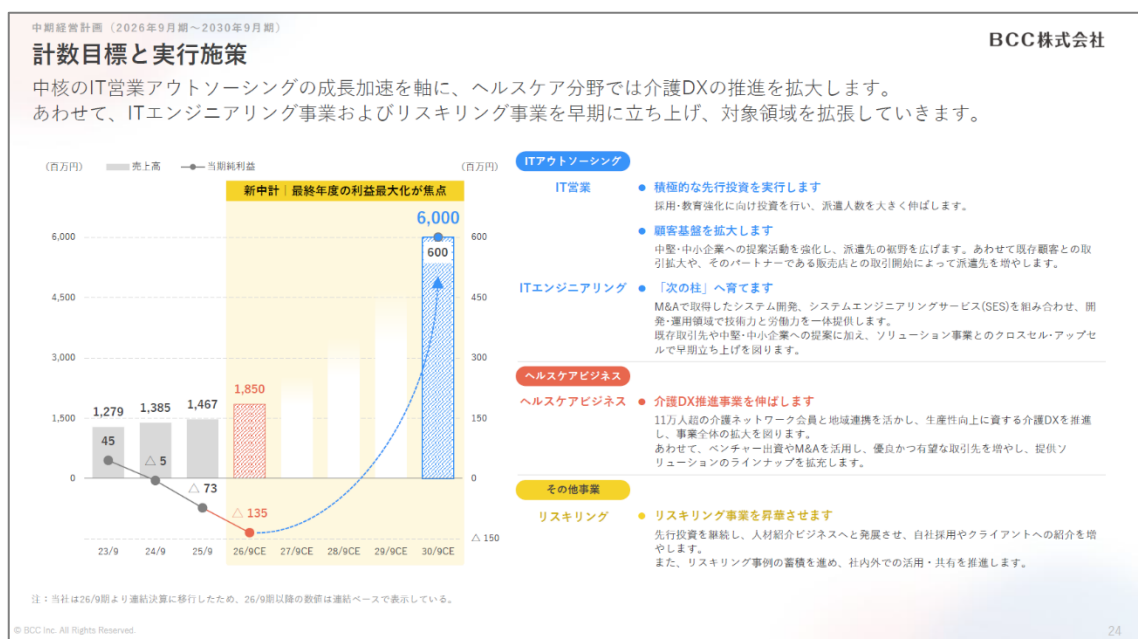 中期経営計画（2026年9月期～2030年9月期）
計数目標と実行施策
BCC株式会社
中核のIT営業アウトソーシングの成長加速を軸に、ヘルスケア分野では介護DXの推進を拡大します。
あわせて、ITエンジニアリング事業およびリスキリング事業を早期に立ち上げ、対象領域を拡張していきます。
（百万円） 売上高 当期純利益 （百万円）
新中計｜最終年度の利益最大化が焦点
6,000
6,000 600 600
4,500 450
3,000 300
1,850
1,467
1,385
1,279
1,500 150
45
0 △5 0
△73
△135
△150
23/9 24/9 25/9 26/9CE 27/9CE 28/9CE 29/9CE 30/9CE
ITアウトソーシング
IT営業 ● 積極的な先行投資を実行します
採用・教育強化に向け投資を行い、派遣人数を大きく伸ばします。
● 顧客基盤を拡大します
中堅・中小企業への提案活動を強化し、派遣先の裾野を広げます。あわせて既存顧客との取
引拡大や、そのパートナーである販売店との取引開始によって派遣先を増やします。
ITエンジニアリング ● 「次の柱」へ育てます
M&Aで取得したシステム開発、システムエンジニアリングサービス(SES)を組み合わせ、開
発・運用領域で技術力と労働力を一体提供します。
既存取引先や中堅・中小企業への提案に加え、ソリューション事業とのクロスセル・アップセ
ルで早期立ち上げを図ります。
ヘルスケアビジネス
ヘルスケアビジネス ● 介護DX推進事業を伸ばします
11万人超の介護ネットワーク会員と地域連携を活かし、生産性向上に資する介護DXを推進
し、事業全体の拡大を図ります。
あわせて、ベンチャー出資やM&Aを活用し、優良かつ有望な取引先を増やし、提供ソ
リューションのラインナップを拡充します。
その他事業
リスキリング ● リスキリング事業を昇華させます
先行投資を継続し、人材紹介ビジネスへと発展させ、自社採用やクライアントへの紹介を増
やします。
また、リスキリング事例の蓄積を進め、社内外での活用・共有を推進します。
注：当社は26/9期より連結決算に移行したため、26/9期以降の数値は連結ベースで表示している。
© BCC Inc. All Rights Reserved.
24